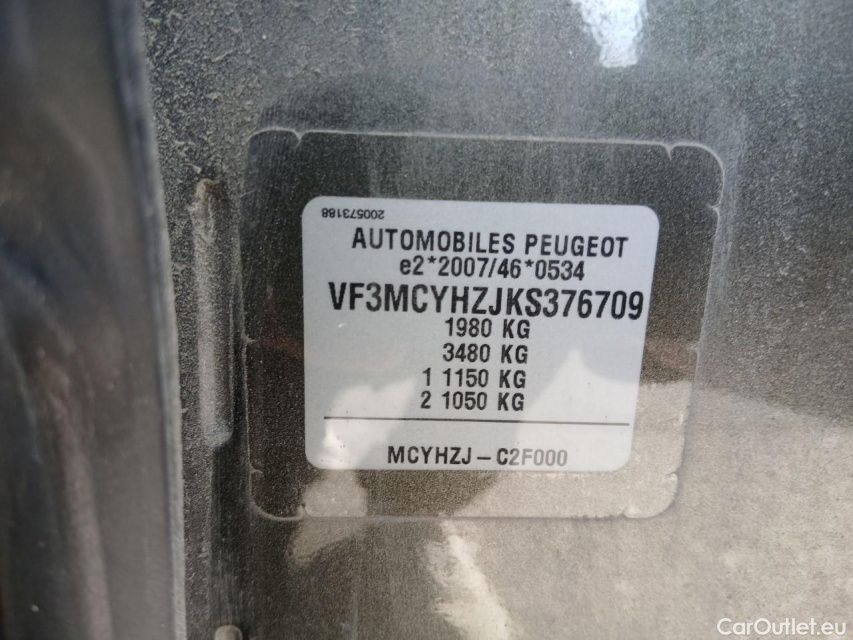 200573188
AUTOMOBILES PEUGEOT
e2*2007/46*0534
VF3MCYHZJKS376709
1980 KG
3480 KG
1 1150 KG
2 1050 KG
MCYHZJ – C2F000
CarOutlet.eu